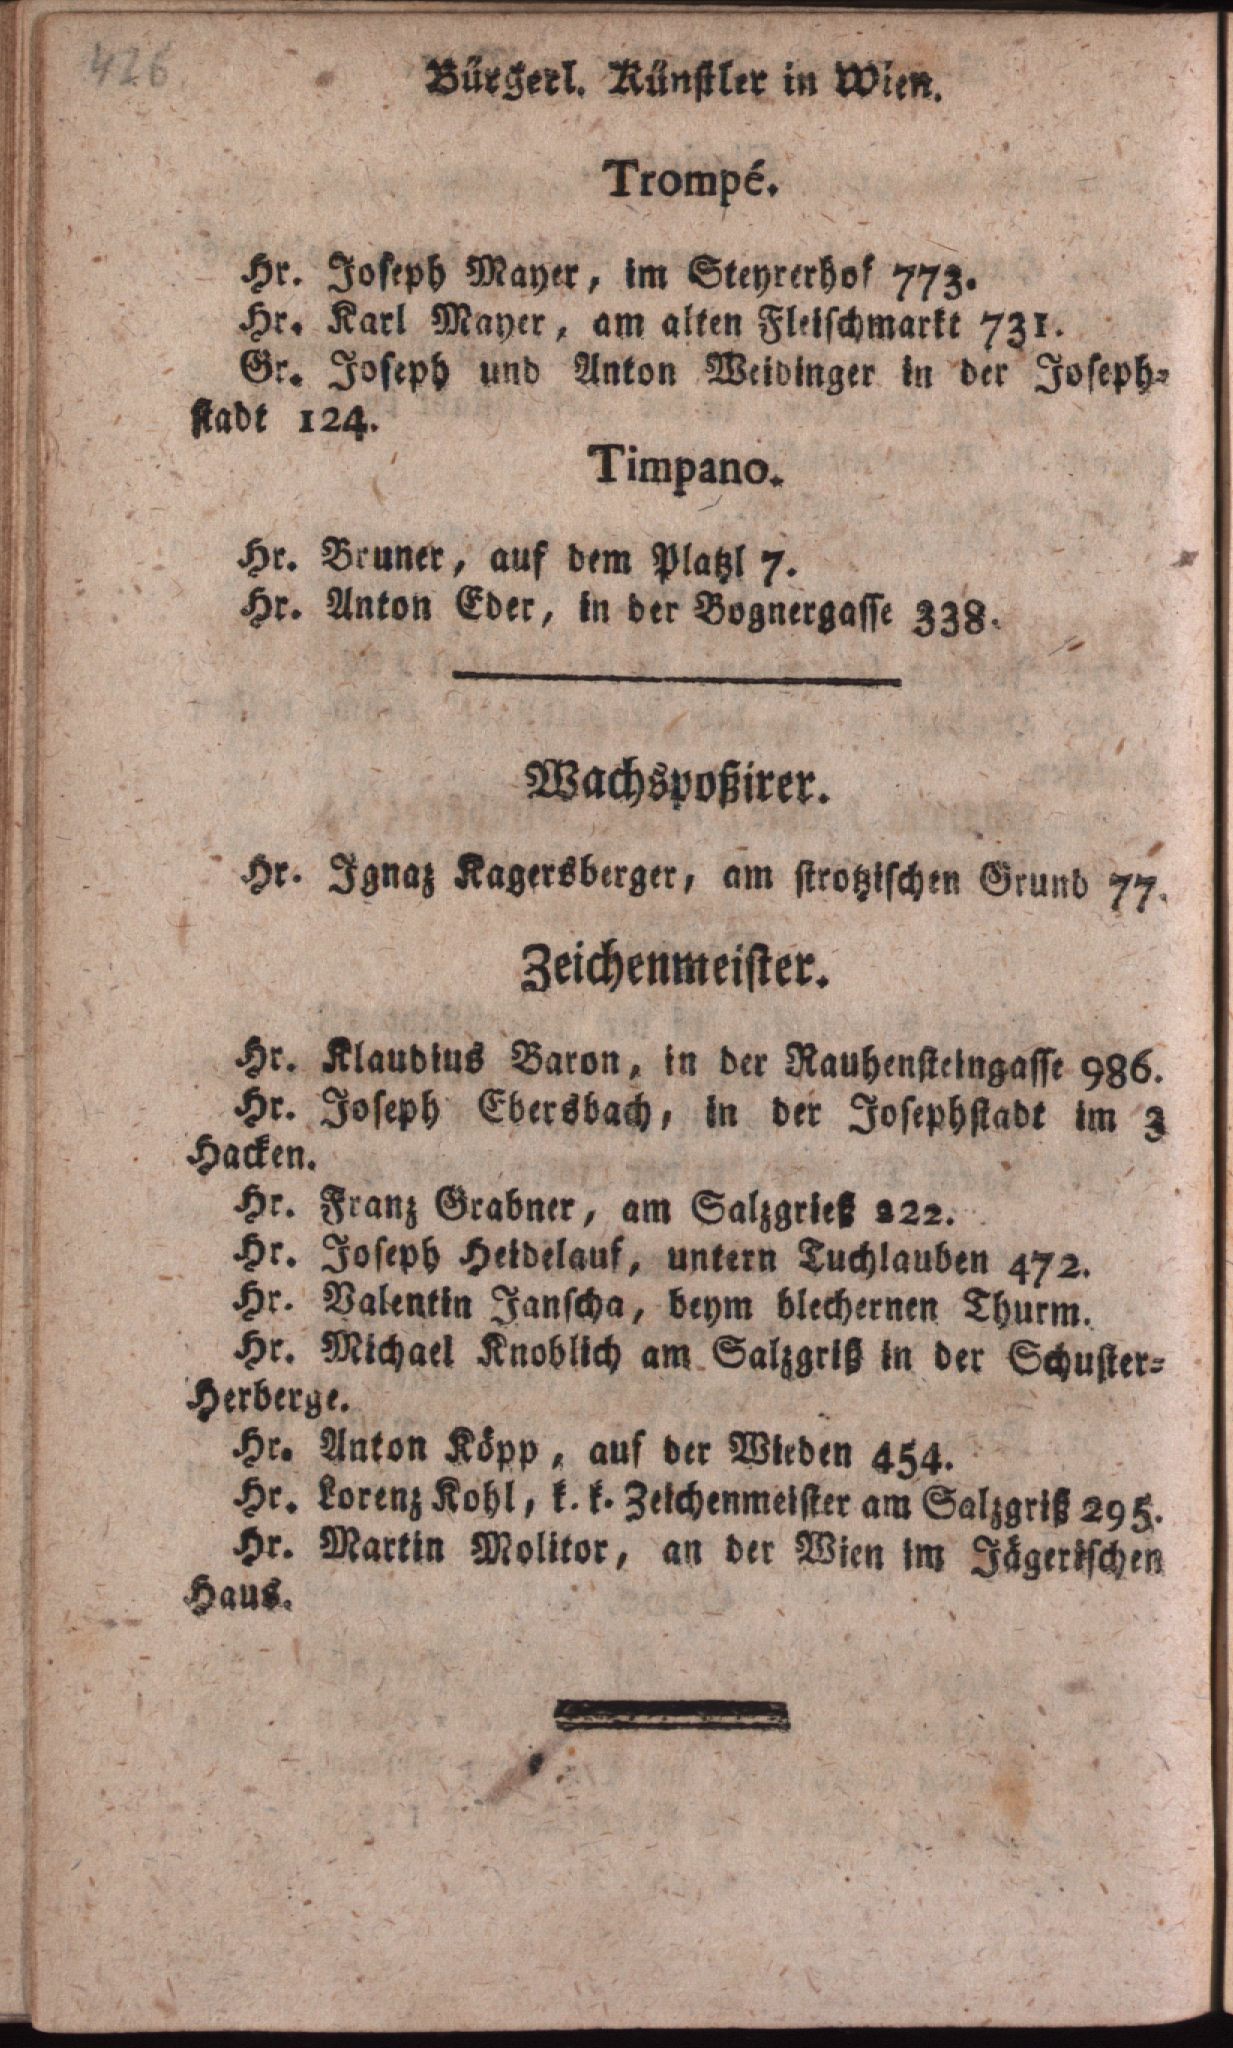 426
Bürgerl. Künstler in Wien.
Trompé.
Hr. Joseph Mayer, im Steyrerhof 773.
Hr. Karl Mayer, am alten Fleischmarkt 731.
Gr. Joseph und Anton Weidinger in der Joseph-
stadt 124.
Timpano.
Hr. Bruner, auf dem Platzl 7.
Hr. Anton Eder, in der Bognergasse 338.
Wachspoßirer.
Hr. Ignaz Kagersberger, am strotzischen Grund 77.
Zeichenmeister.
Hr. Klaudius Baron, in der Rauhensteingasse 986.
Hr. Joseph Ebersbach, in der Josephstadt im 3
Hacken.
Hr. Franz Grabner, am Salzgrieß 222.
Hr. Joseph Heidelauf, untern Tuchlauben 472.
Hr. Valentin Janscha, beym blechernen Thurm.
Hr. Michael Knoblich am Salzgriß in der Schuster-
Herberge.
Hr. Anton Köpp, auf der Wieden 454.
Hr. Lorenz Kohl, k. k. Zeichenmeister am Salzgriß 295.
Hr. Martin Molitor, an der Wien im Jägerischen
Haus.